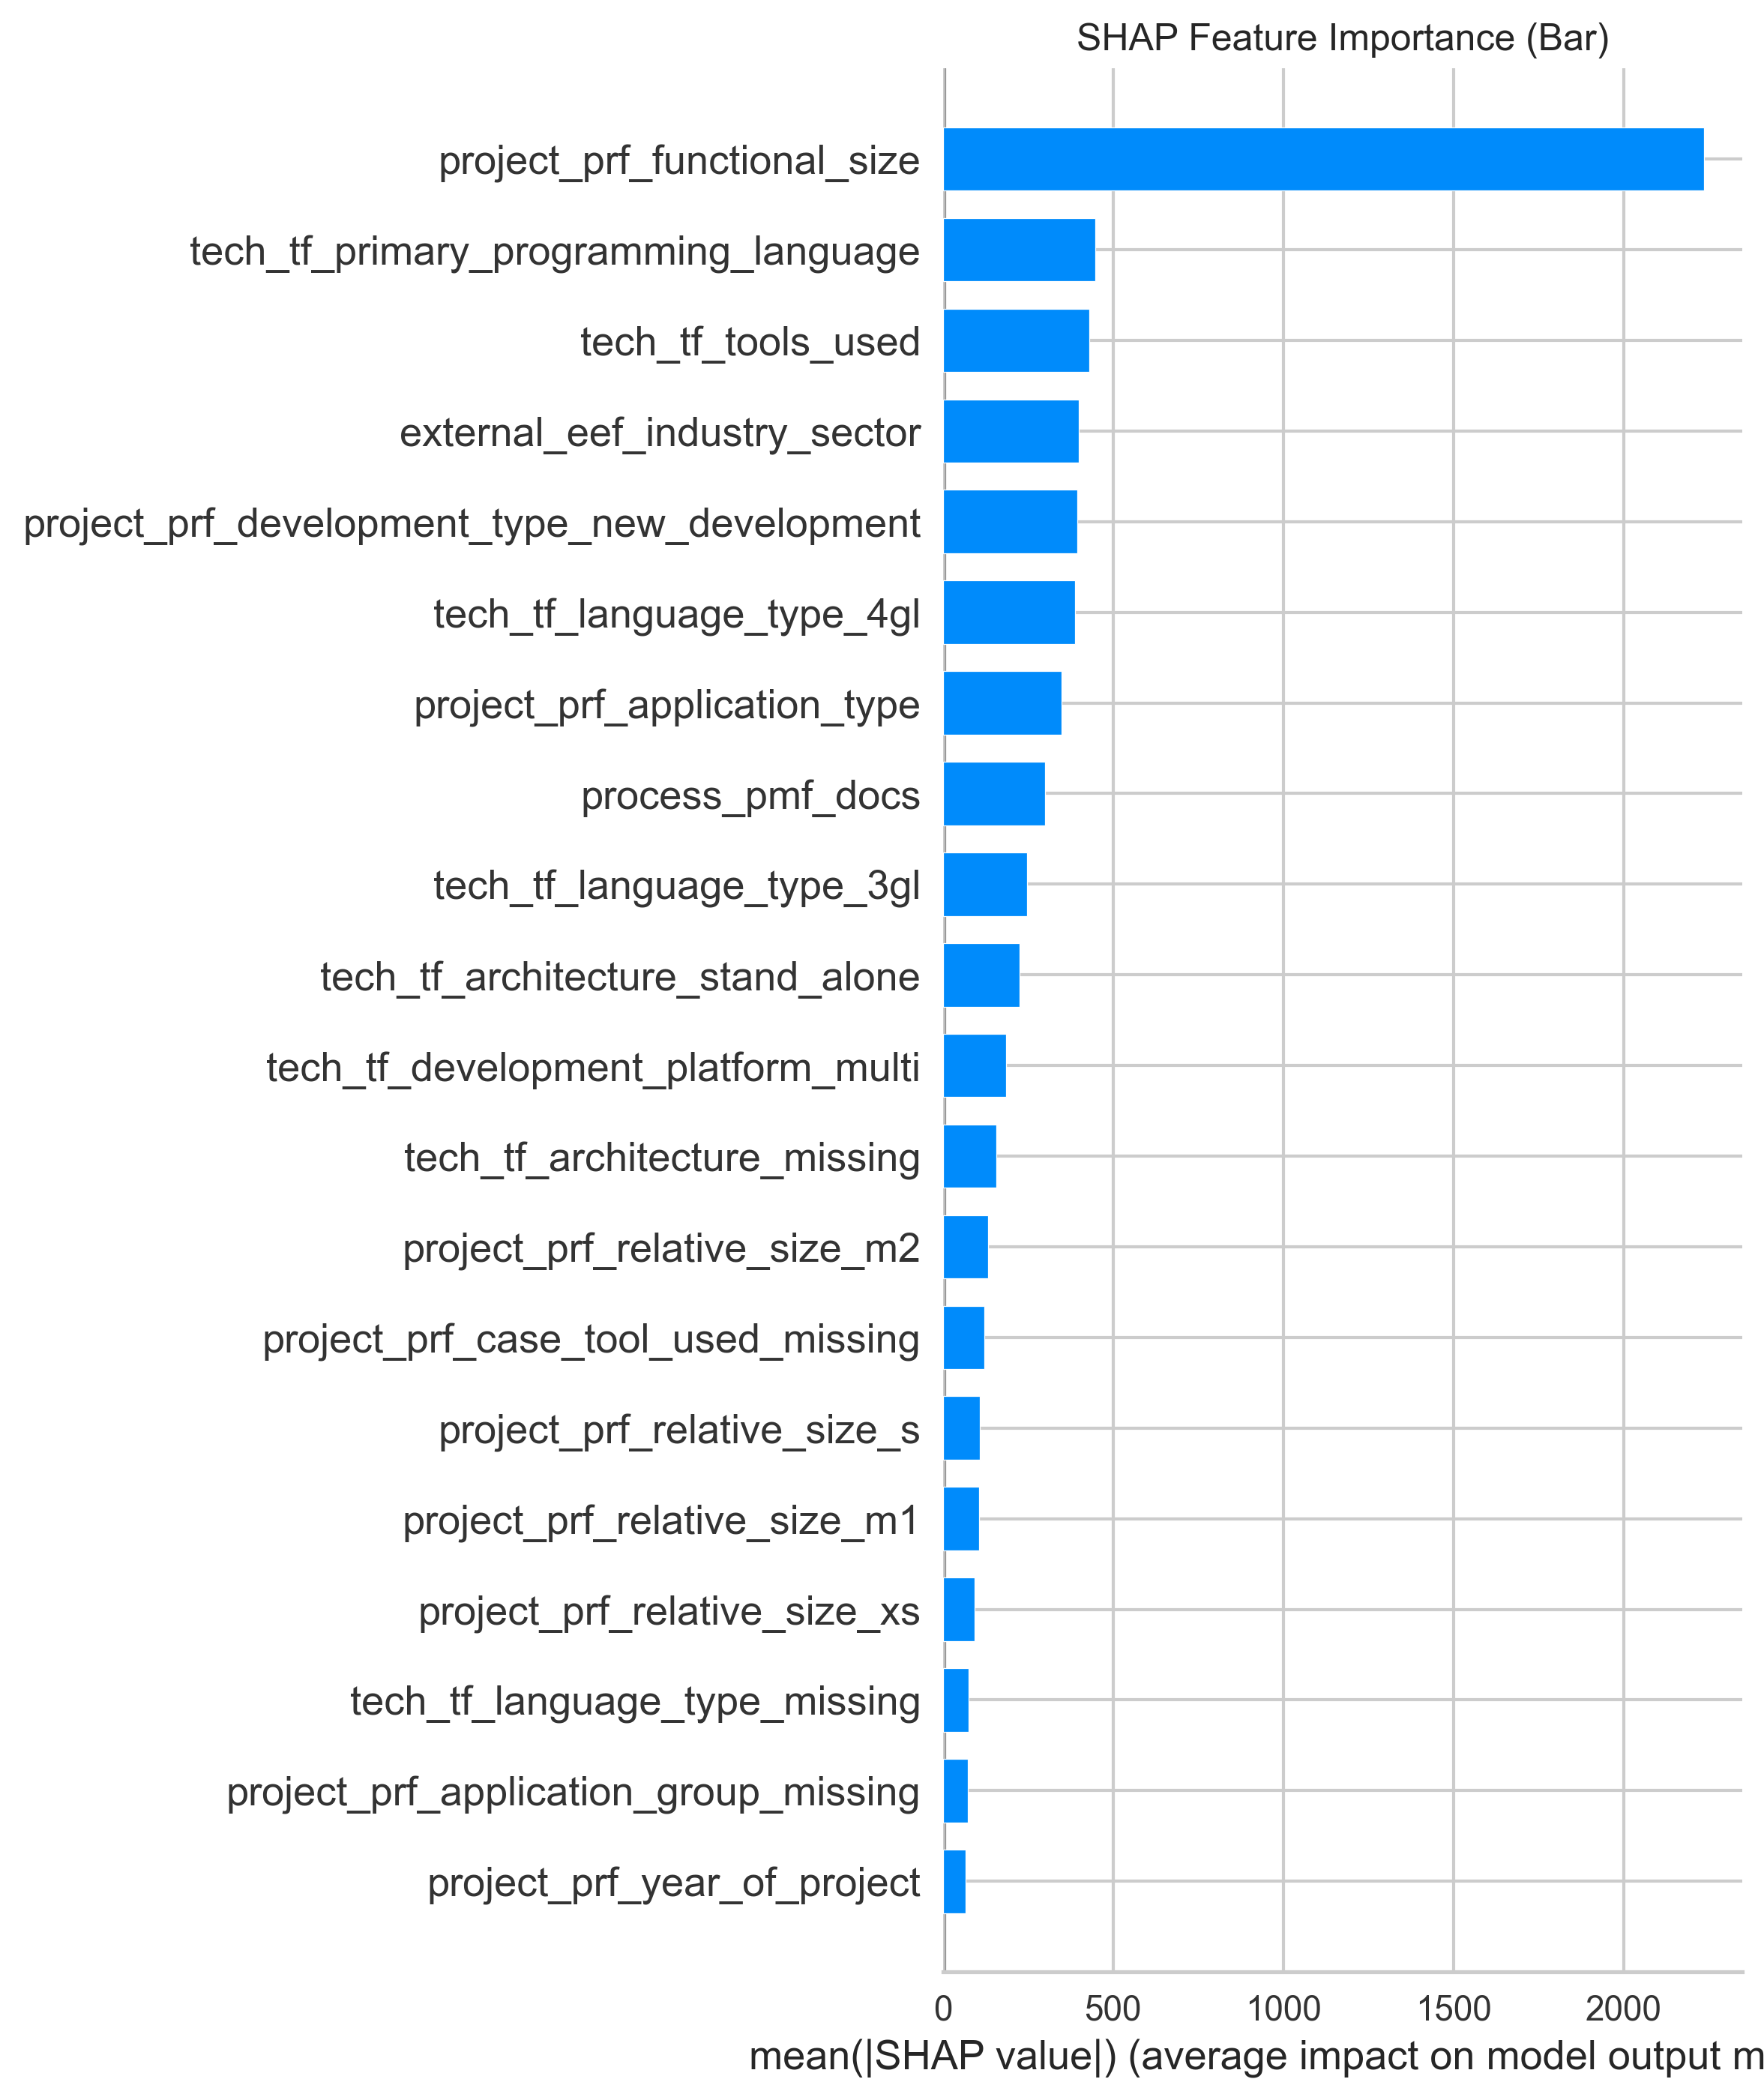 SHAP Feature Importance (Bar)
project_prf_functional_size
tech_tf_primary_programming_language
tech_tf_tools_used
external_eef_industry_sector
project_prf_development_type_new_development
tech_tf_language_type_4gl
project_prf_application_type
process_pmf_docs
tech_tf_language_type_3gl
tech_tf_architecture_stand_alone
tech_tf_development_platform_multi
tech_tf_architecture_missing
project_prf_relative_size_m2
project_prf_case_tool_used_missing
project_prf_relative_size_s
project_prf_relative_size_m1
project_prf_relative_size_xs
tech_tf_language_type_missing
project_prf_application_group_missing
project_prf_year_of_project
0 500 1000 1500 2000
mean(|SHAP value|) (average impact on model output m